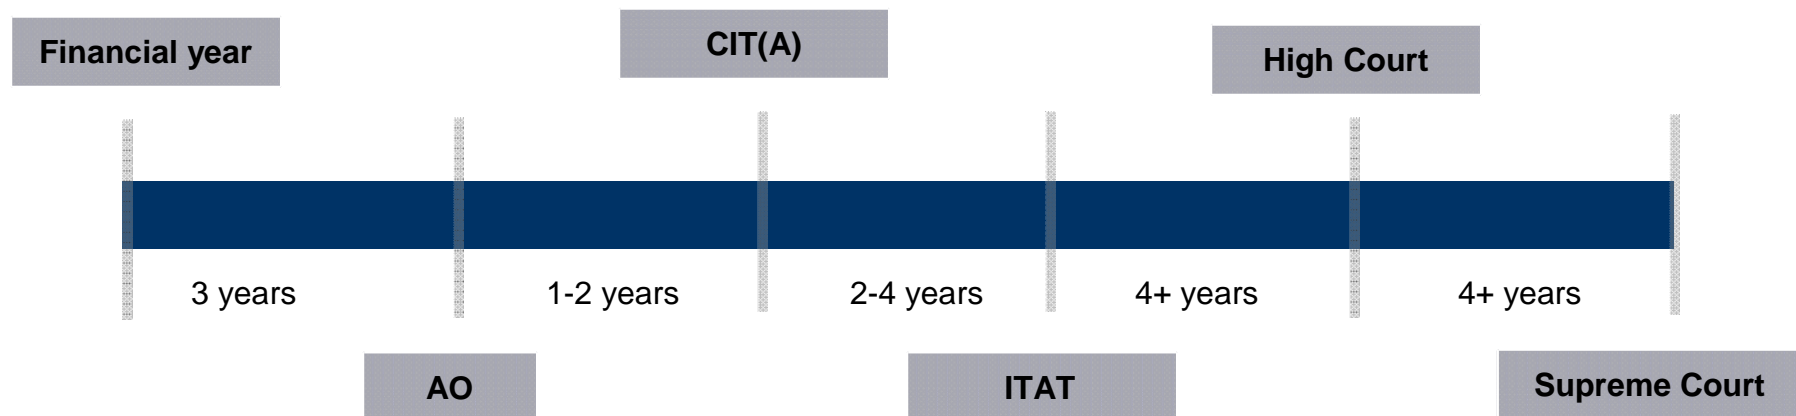 Financial year
CIT(A)
High Court
3 years
1-2 years
2-4 years
4+ years
4+ years
AO
ITAT
Supreme Court